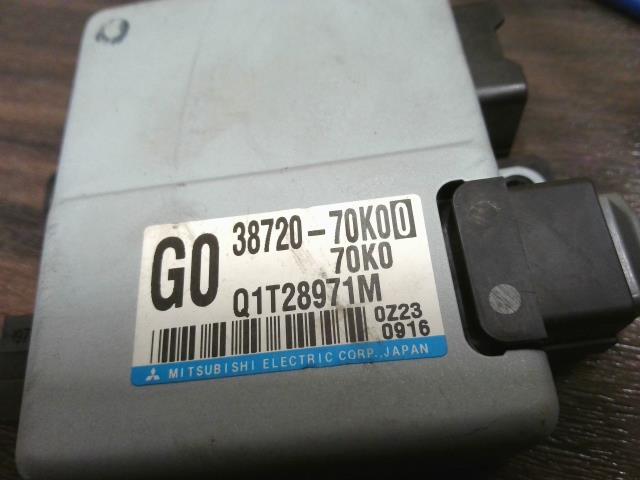 G0 38720-70K00
70K0
Q1T28971M
0Z23
0916
MITSUBISHI ELECTRIC CORP., JAPAN